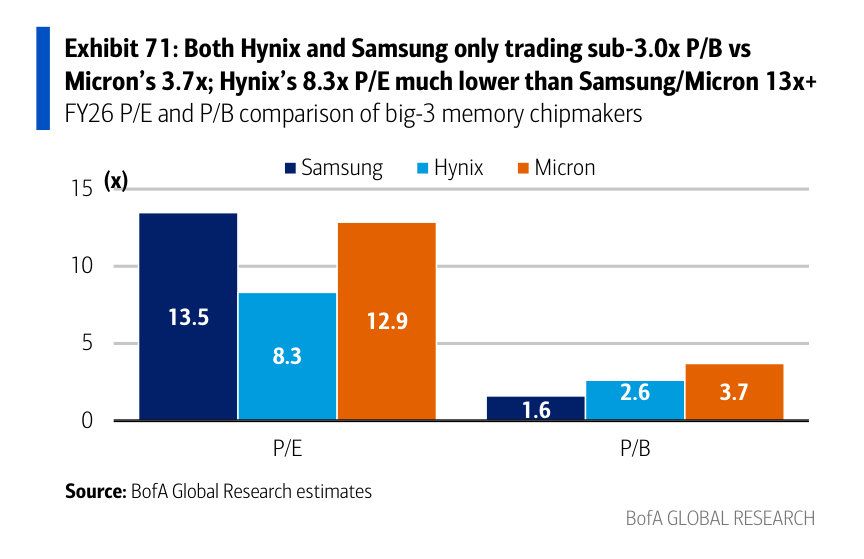 Exhibit 71: Both Hynix and Samsung only trading sub-3.0x P/B vs
Micron’s 3.7x; Hynix’s 8.3x P/E much lower than Samsung/Micron 13x+
FY26 P/E and P/B comparison of big-3 memory chipmakers
Samsung Hynix Micron
(x)
15
10
5
0
13.5
8.3
12.9
1.6
2.6
3.7
P/E P/B
Source: BofA Global Research estimates
BofA GLOBAL RESEARCH